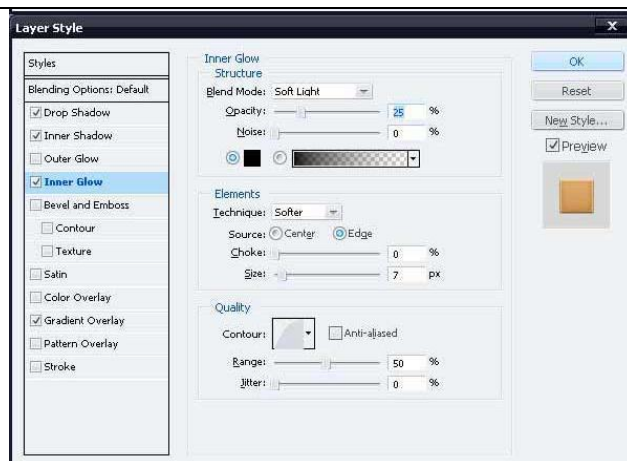 Layer Style
X
Styles
Blending Options: Default
Drop Shadow
Inner Shadow
Outer Glow
Inner Glow
Bevel and Emboss
Contour
Texture
Satin
Color Overlay
Gradient Overlay
Pattern Overlay
Stroke
Inner Glow
Structure
Blend Mode: Soft Light
Opacity: 25 %
Noise: 0 %
Elements
Technique: Softer
Source: Center Edge
Choke: 0 %
Size: 7 px
Quality
Contour: Anti-aliased
Range: 50 %
Jitter: 0 %
OK
Reset
New Style...
Preview